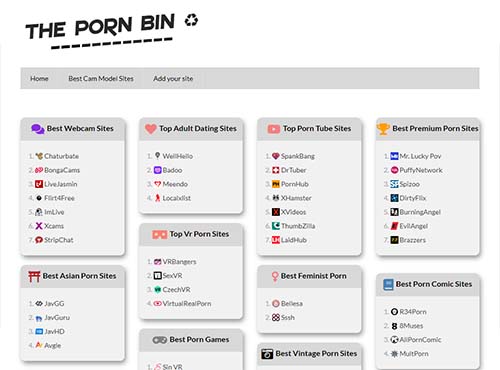 THE PORN BIN
Home
Best Cam Model Sites
Add your site
Best Webcam Sites
1. Chaturbate
2. BongaCams
3. LiveJasmin
4. Flirt4Free
5. ImLive
6. Xcams
7. StripChat
Top Adult Dating Sites
1. WellHello
2. Badoo
3. Meendo
4. Localxlist
Top Porn Tube Sites
1. SpankBang
2. DrTuber
3. PornHub
4. XHamster
5. XVideos
6. ThumbZilla
7. LaidHub
Best Premium Porn Sites
1. Mr. Lucky Pov
2. PuffyNetwork
3. Spizoo
4. DirtyFlix
5. BurningAngel
6. EvilAngel
7. Brazzers
Top Vr Porn Sites
1. VRBangers
2. SexVR
3. CzechVR
4. VirtualRealPorn
Best Asian Porn Sites
1. JavGG
2. JavGuru
3. JavHD
4. Avgle
Best Feminist Porn
1. Bellesa
2. Sssh
Best Porn Comic Sites
1. R34Porn
2. 8Muses
3. AllPornComic
4. MultPorn
Best Porn Games
1. Sin VR
Best Vintage Porn Sites